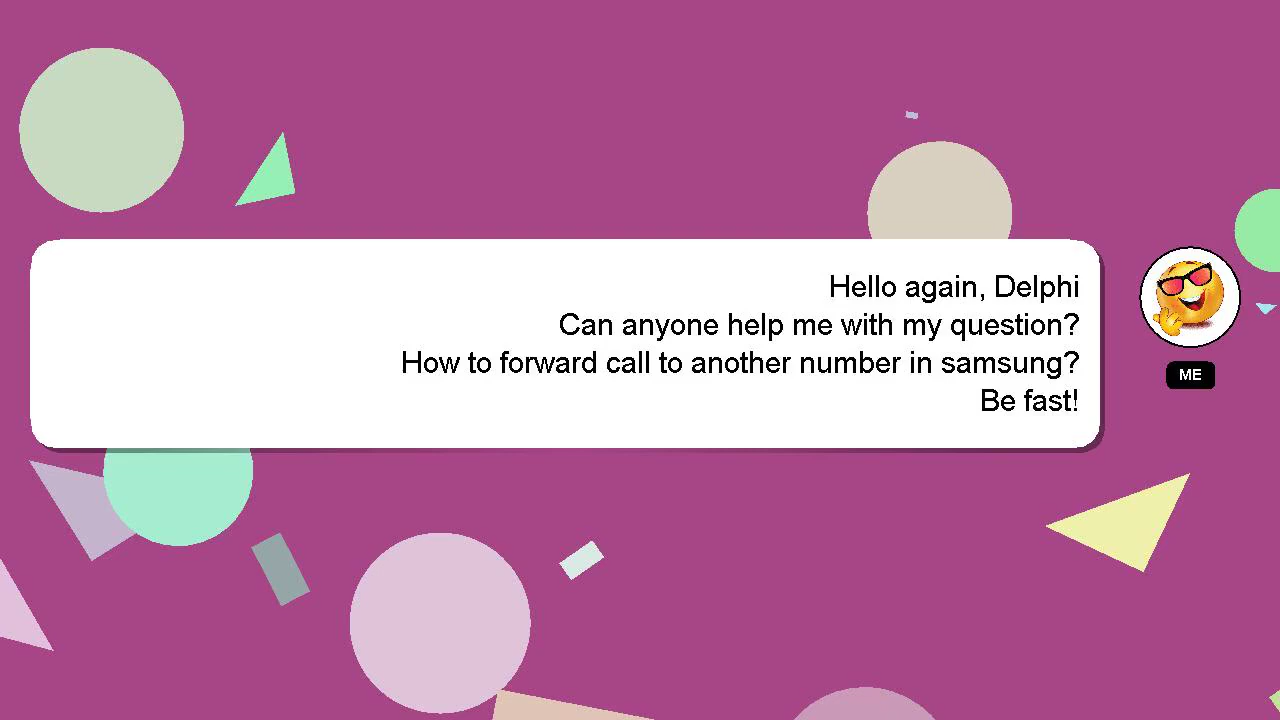 Hello again, Delphi
Can anyone help me with my question?
How to forward call to another number in samsung?
Be fast!
ME